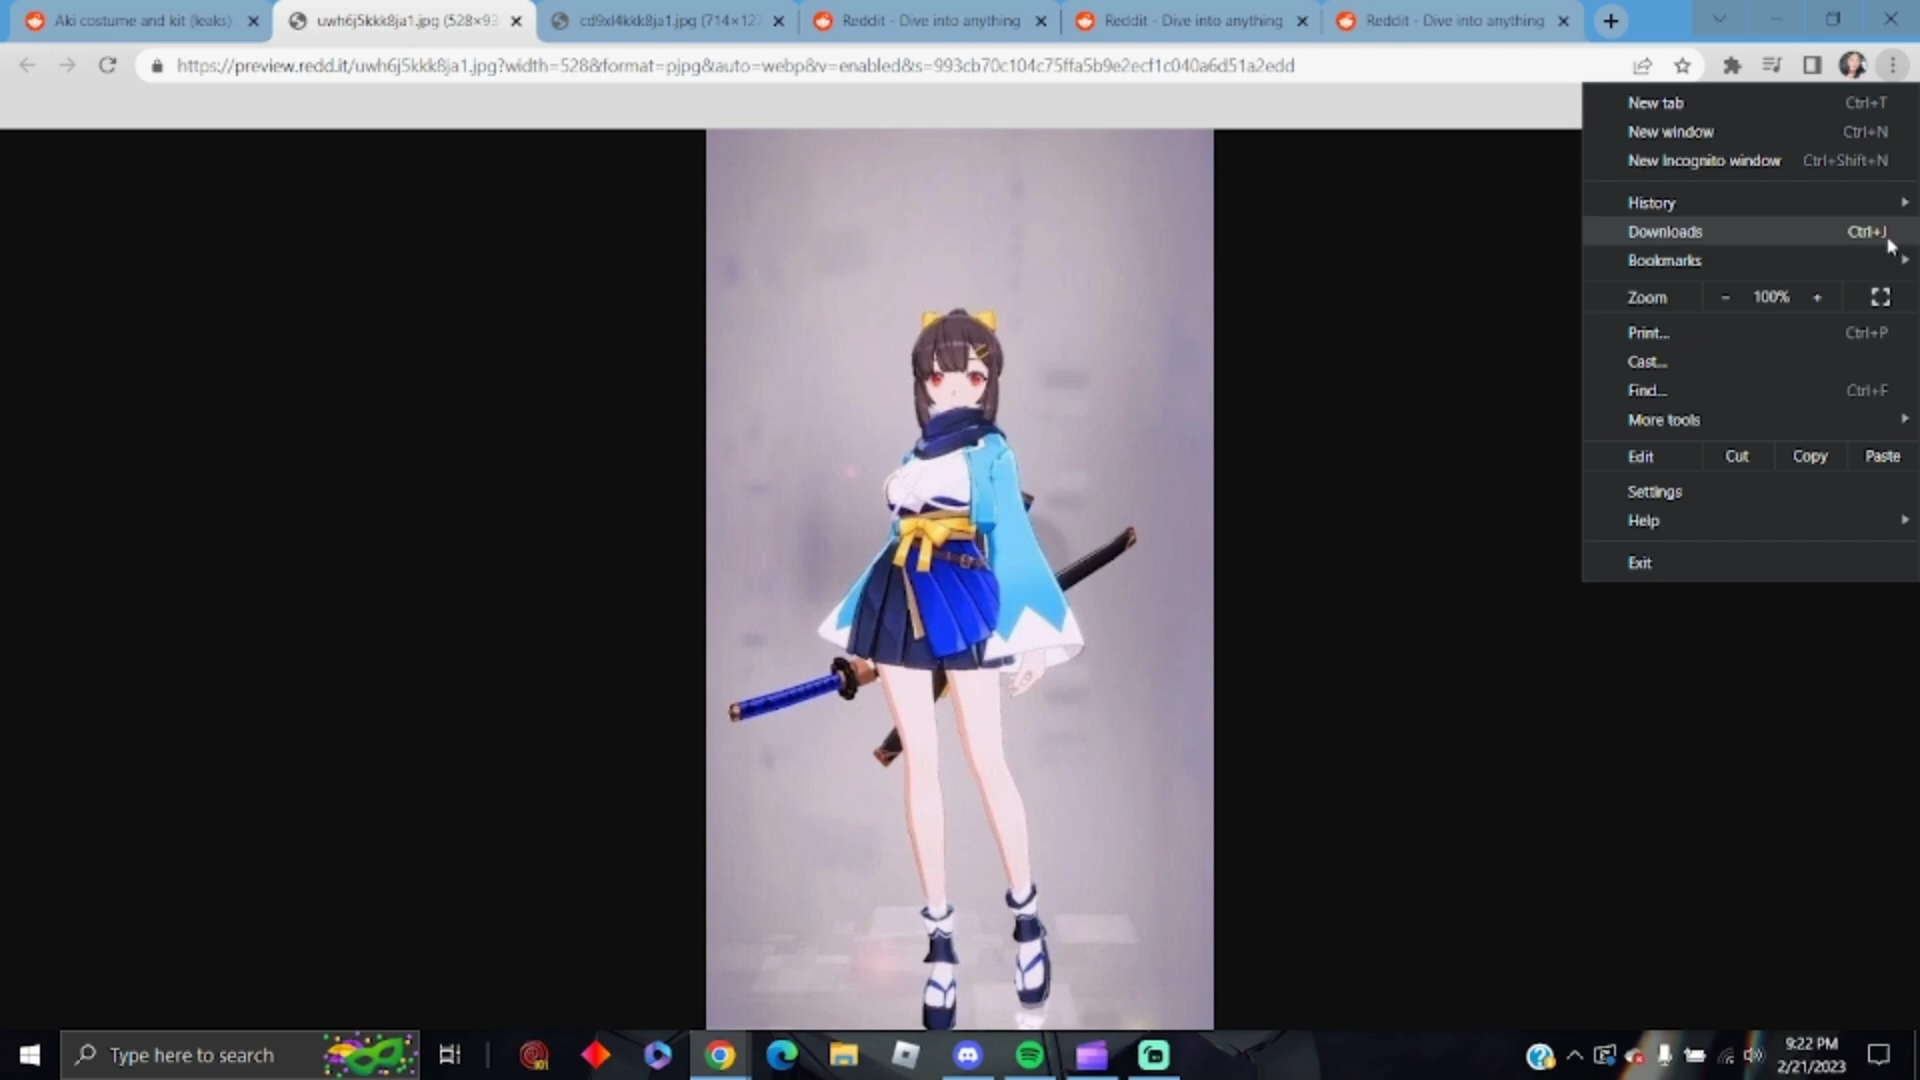 Aki costume and kit (leaks)
uwh6j5kkk8ja1.jpg (528×93
cd9xl4kkk8ja1.jpg (714×127
Reddit - Dive into anything
Reddit - Dive into anything
Reddit - Dive into anything
https://preview.redd.it/uwh6j5kkk8ja1.jpg?width=528&format=pjpg&auto=webp&v=enabled&s=993cb70c104c75ffa5b9e2ecf1c040a6d51a2edd
New tab Ctrl+T
New window Ctrl+N
New Incognito window Ctrl+Shift+N
History
Downloads Ctrl+J
Bookmarks
Zoom - 100% +
Print... Ctrl+P
Cast...
Find... Ctrl+F
More tools
Edit Cut Copy Paste
Settings
Help
Exit
Type here to search
101
9:22 PM
2/21/2023